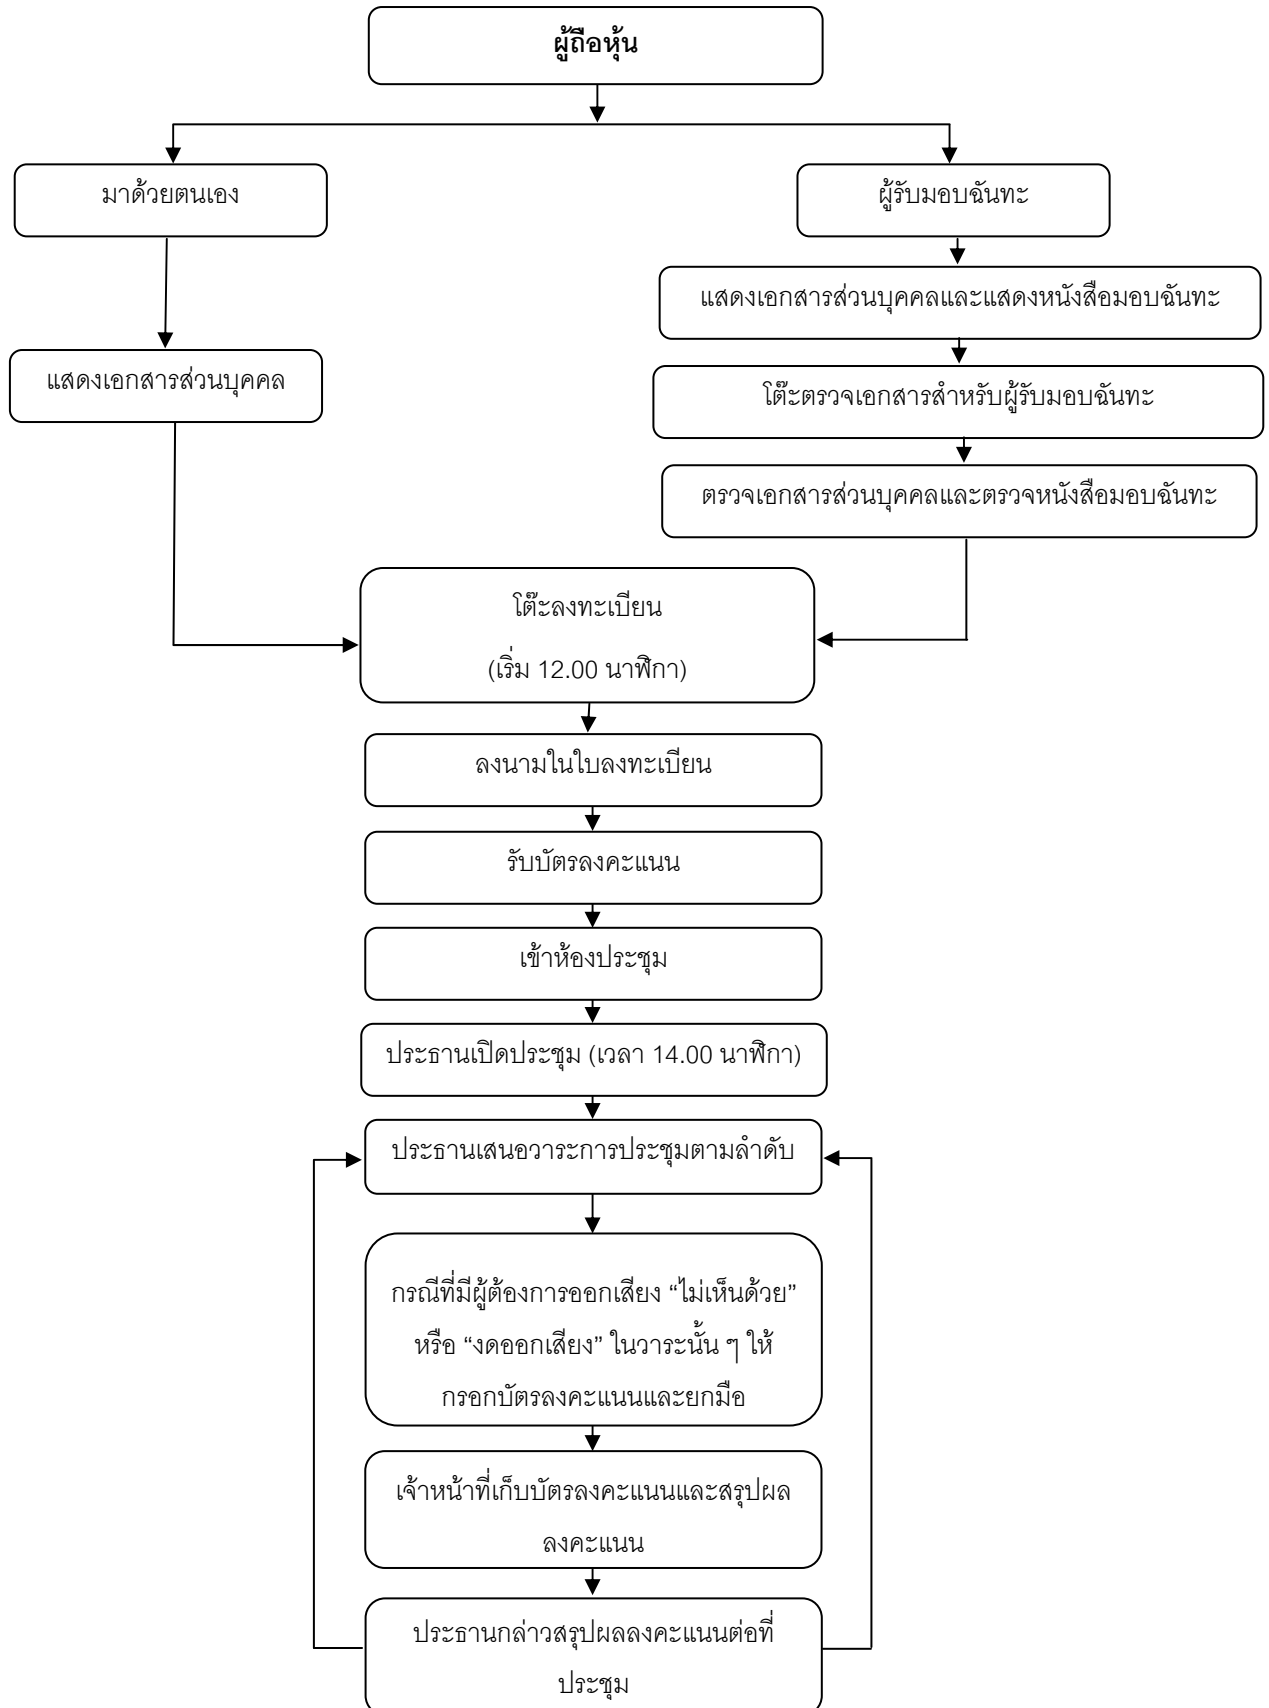 ผู้ถือหุ้น
มาด้วยตนเอง
ผู้รับมอบฉันทะ
แสดงเอกสารส่วนบุคคลและแสดงหนังสือมอบฉันทะ
แสดงเอกสารส่วนบุคคล
โต๊ะตรวจเอกสารสำหรับผู้รับมอบฉันทะ
ตรวจเอกสารส่วนบุคคลและตรวจหนังสือมอบฉันทะ
โต๊ะลงทะเบียน
(เริ่ม 12.00 นาฬิกา)
ลงนามในใบลงทะเบียน
รับบัตรลงคะแนน
เข้าห้องประชุม
ประธานเปิดประชุม (เวลา 14.00 นาฬิกา)
ประธานเสนอวาระการประชุมตามลำดับ
กรณีที่มีผู้ต้องการออกเสียง “ไม่เห็นด้วย”
หรือ “งดออกเสียง” ในวาระนั้น ๆ ให้
กรอกบัตรลงคะแนนและยกมือ
เจ้าหน้าที่เก็บบัตรลงคะแนนและสรุปผล
ลงคะแนน
ประธานกล่าวสรุปผลลงคะแนนต่อที่
ประชุม